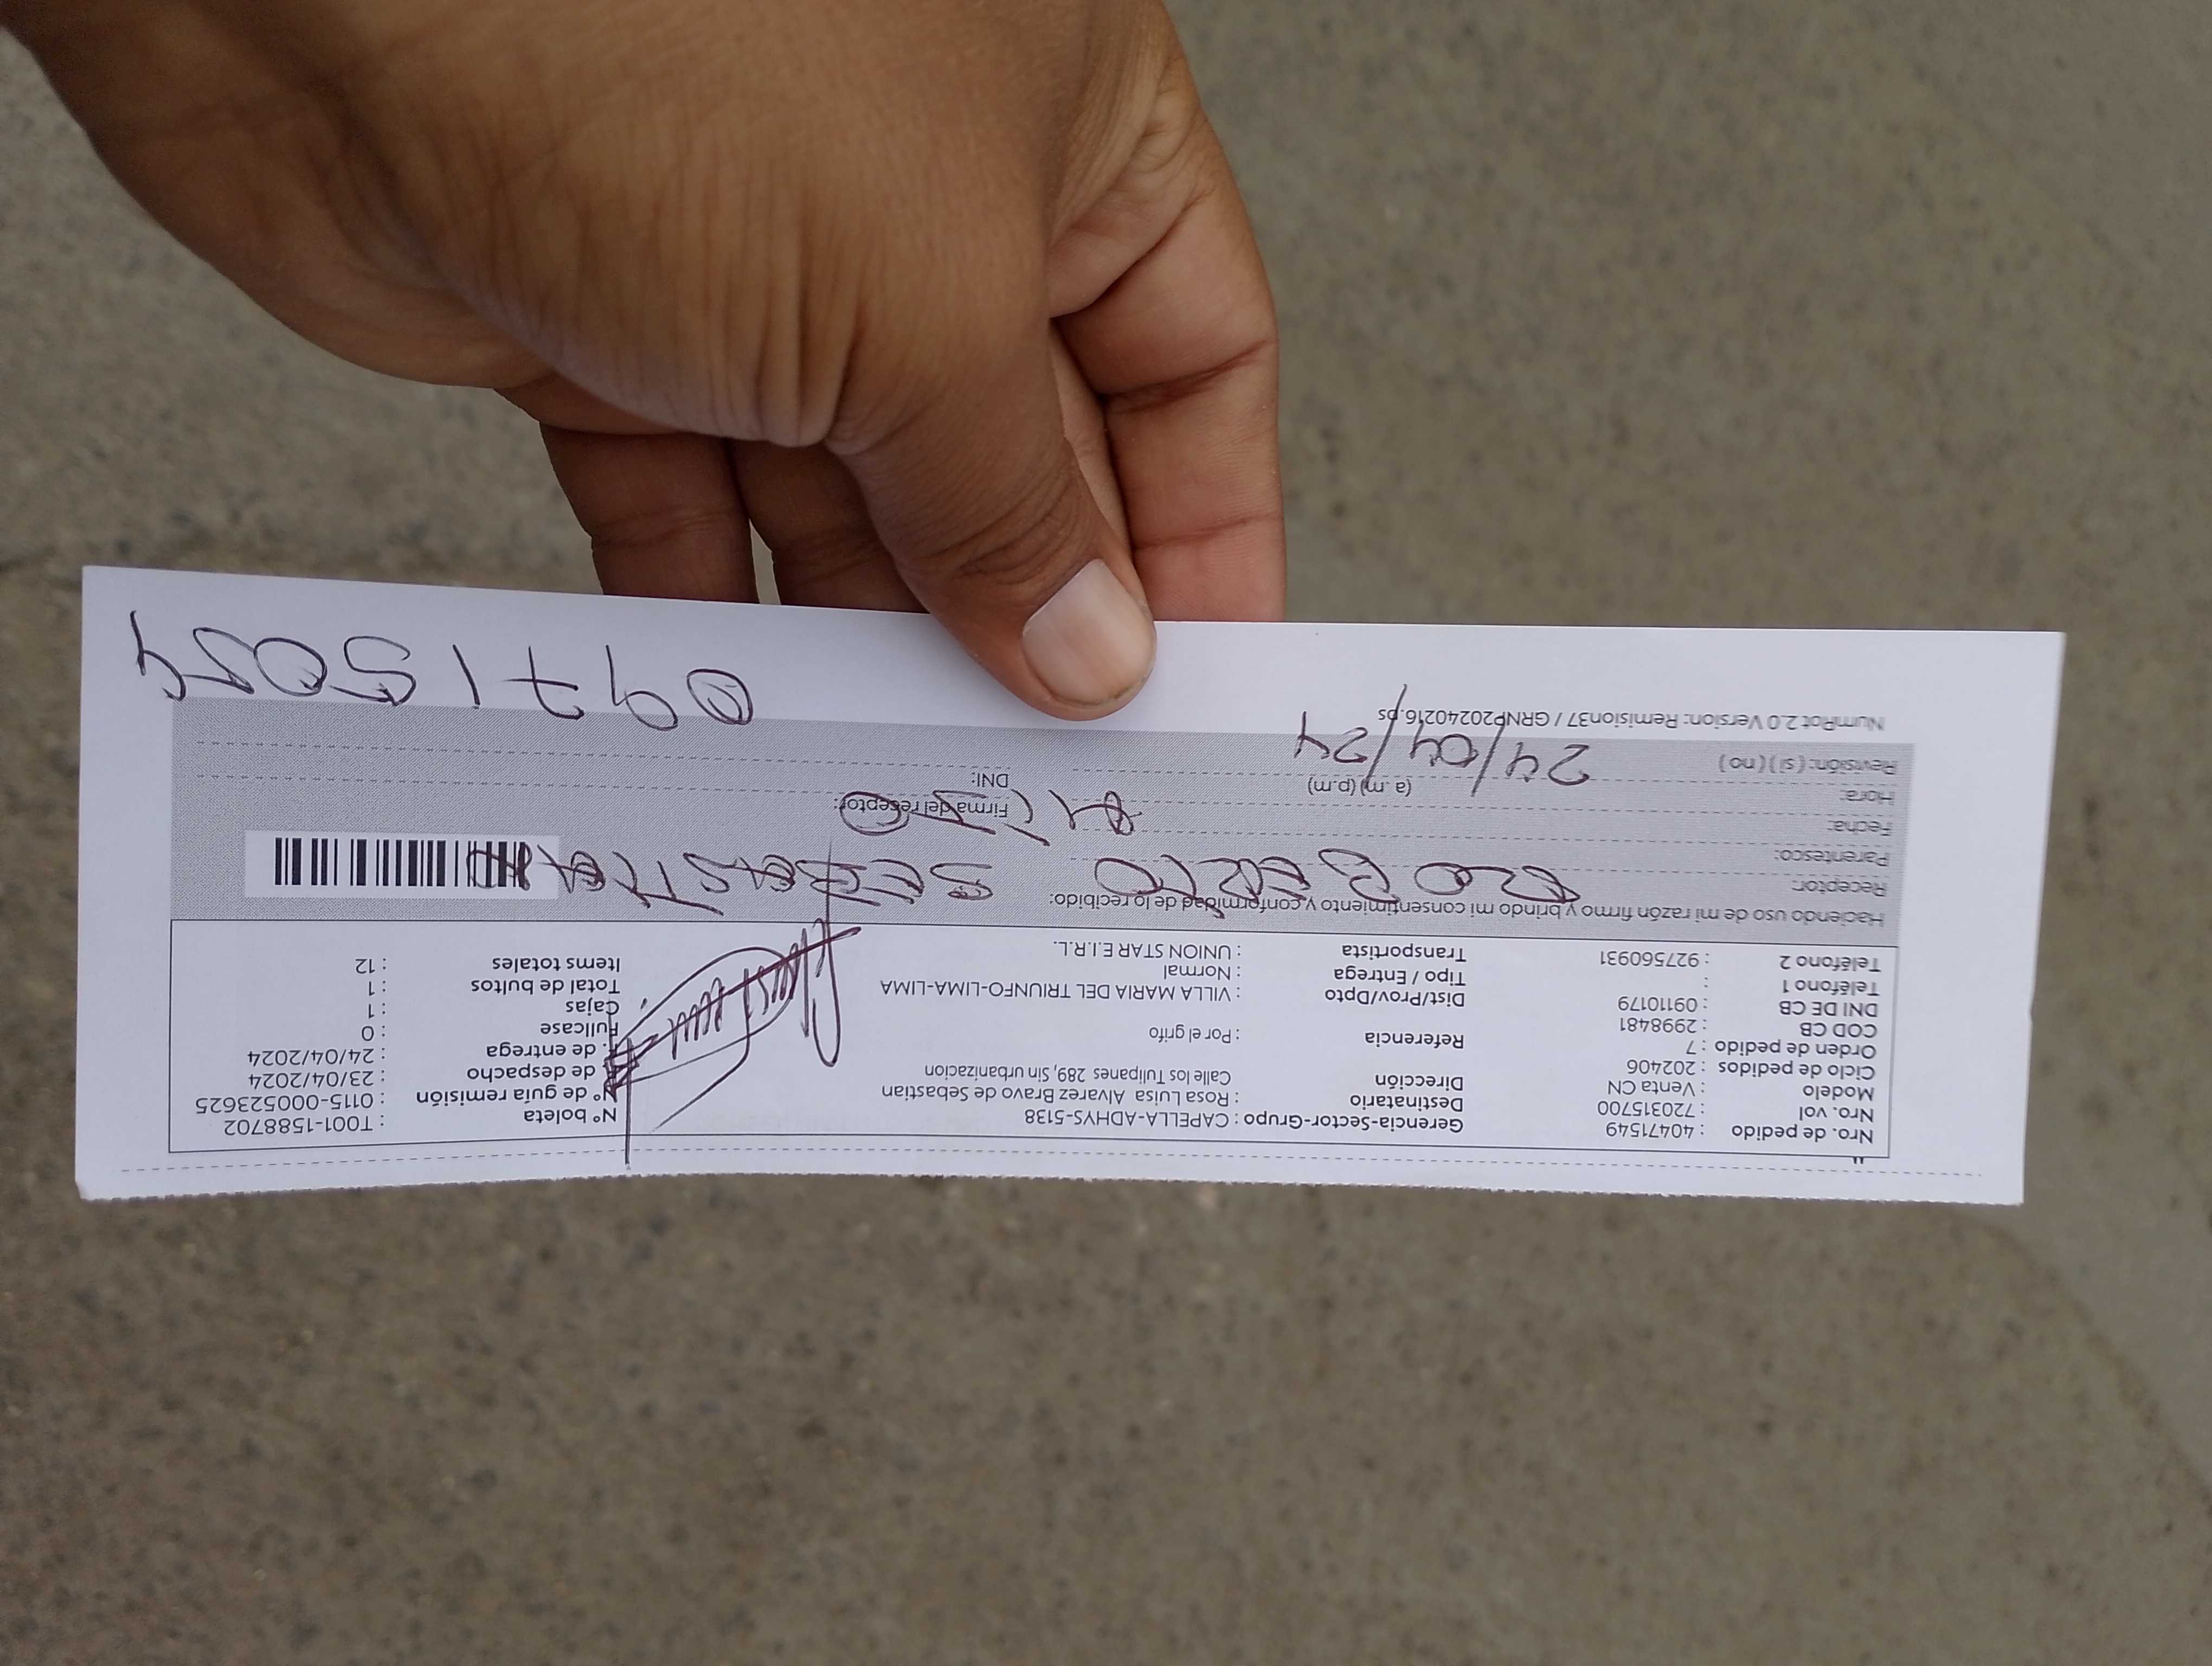 Nro. de pedido : 40471549
Nro. vol : 720315700
Modelo : Venta CN
Ciclo de pedidos : 202406
Orden de pedido : 7
COD CB : 2998481
DNI DE CB : 09110179
Teléfono 1 :
Teléfono 2 : 927560931
Gerencia-Sector-Grupo : CAPELLA-ADHYS-5138
Destinatario : Rosa Luisa Alvarez Bravo de Sebastian
Dirección Calle los Tulipanes 289, Sin urbanizacion
Referencia : Por el grifo
Dist/Prov/Dpto : VILLA MARIA DEL TRIUNFO-LIMA-LIMA
Tipo / Entrega : Normal
Transportista : UNION STAR E.I.R.L.
Nº boleta : T001-1588702
Nº de guía remisión : 0115-000523625
F. de despacho : 23/04/2024
F. de entrega : 24/04/2024
Fullcase : 0
Cajas : 1
Total de bultos : 1
Items totales : 12
Haciendo uso de mi razón firmo y brindo mi consentimiento y conformidad de lo recibido:
Receptor: ROBERTO SEBASTIAN
Parentesco:
Fecha:
Hora: (a.m) (p.m)
Revisión: (si) (no) 24/04/24
Firma del receptor:
DNI:
09715054
NumRot 2.0 Version: Remision37 / GRNP20240216.ps